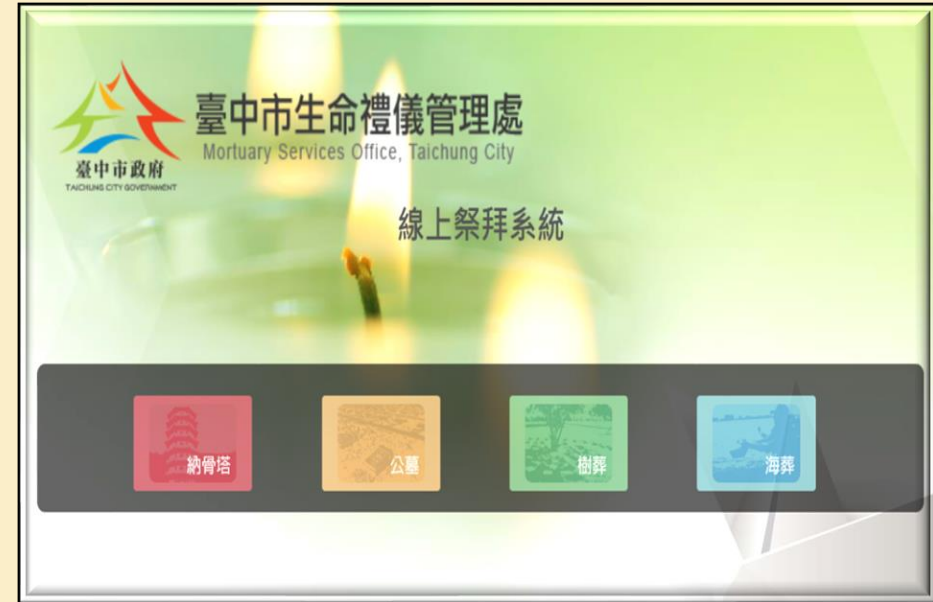 臺中市生命禮儀管理處
Mortuary Services Office, Taichung City
臺中市政府
TAICHUNG CITY GOVERNMENT
線上祭拜系統
納骨塔
公墓
樹葬
海葬